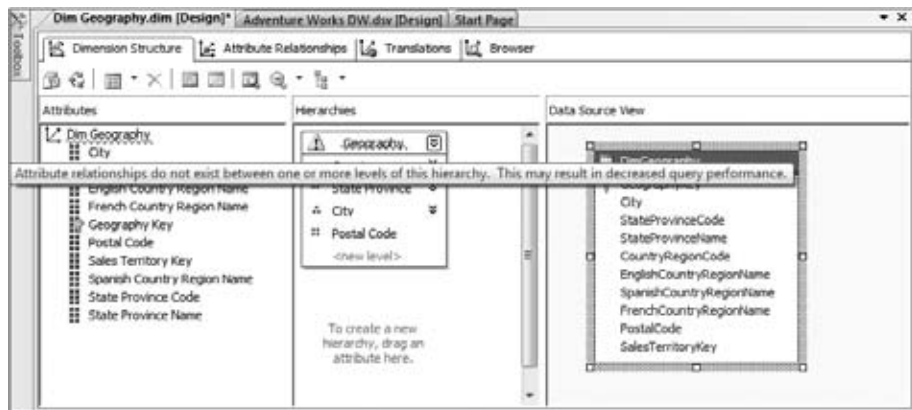 Dim Geography.dim [Design]* Adventure Works DW.dsv [Design] Start Page
Toolbox
Dimension Structure Attribute Relationships Translations Browser
Attributes
Dim Geography
City
English Country Region Name
French Country Region Name
Geography Key
Postal Code
Sales Territory Key
Spanish Country Region Name
State Province Code
State Province Name
Hierarchies
Geography
Attribute relationships do not exist between one or more levels of this hierarchy. This may result in decreased query performance.
State Province
City
Postal Code
<new level>
To create a new
hierarchy, drag an
attribute here.
Data Source View
DimGeography
GeographyKey
City
StateProvinceCode
StateProvinceName
CountryRegionCode
EnglishCountryRegionName
SpanishCountryRegionName
FrenchCountryRegionName
PostalCode
SalesTerritoryKey